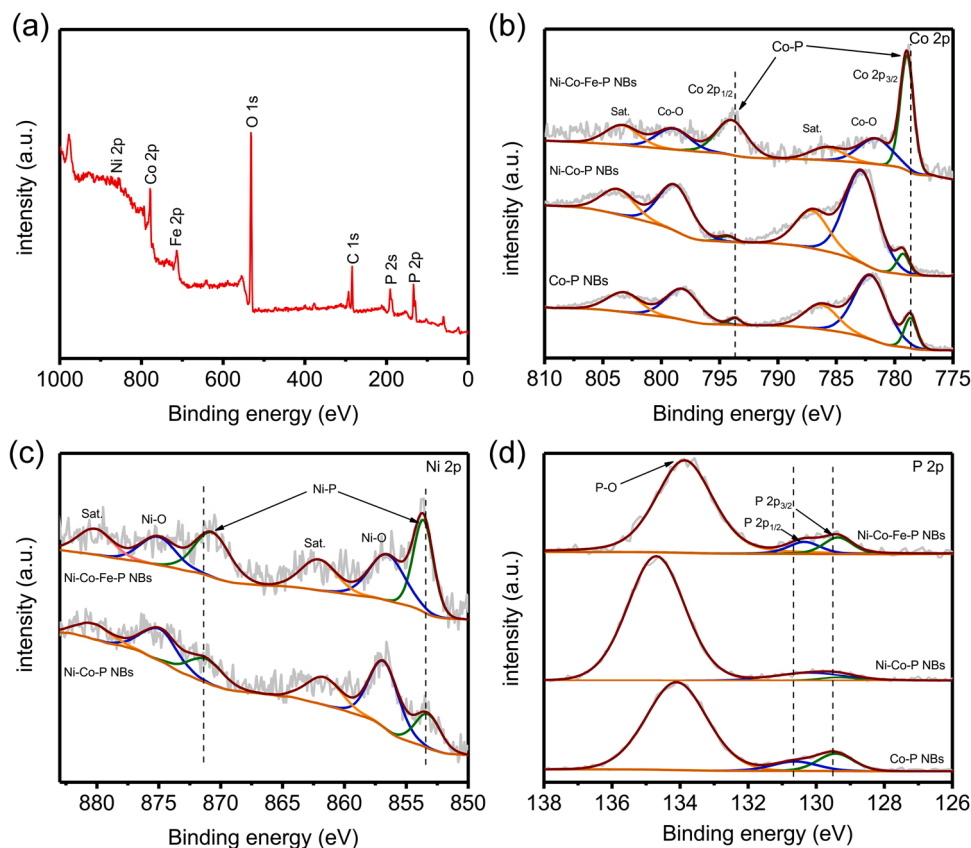 (a)
Ni 2p
Co 2p
Fe 2p
O 1s
C 1s
P 2s
P 2p
intensity (a.u.)
1000 800 600 400 200 0
Binding energy (eV)
(b)
Co 2p
Co-P
Ni-Co-Fe-P NBs
Co 2p1/2
Co 2p3/2
Sat.
Co-O
Sat.
Co-O
Ni-Co-P NBs
Co-P NBs
intensity (a.u.)
810 805 800 795 790 785 780 775
Binding energy (eV)
(c)
Ni 2p
Ni-P
Sat.
Ni-O
Sat.
Ni-O
Ni-Co-Fe-P NBs
Ni-Co-P NBs
intensity (a.u.)
880 875 870 865 860 855 850
Binding energy (eV)
(d)
P 2p
P-O
P 2p3/2
P 2p1/2
Ni-Co-Fe-P NBs
Ni-Co-P NBs
Co-P NBs
intensity (a.u.)
138 136 134 132 130 128 126
Binding energy (eV)